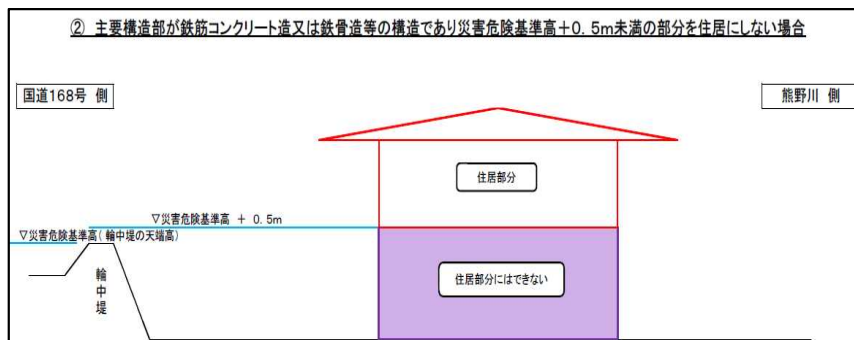 ② 主要構造部が鉄筋コンクリート造又は鉄骨造等の構造であり災害危険基準高+0.5m未満の部分を住居にしない場合
国道168号 側
熊野川 側
住居部分
▽災害危険基準高 + 0.5m
▽災害危険基準高(輪中堤の天端高)
輪中堤
住居部分にはできない